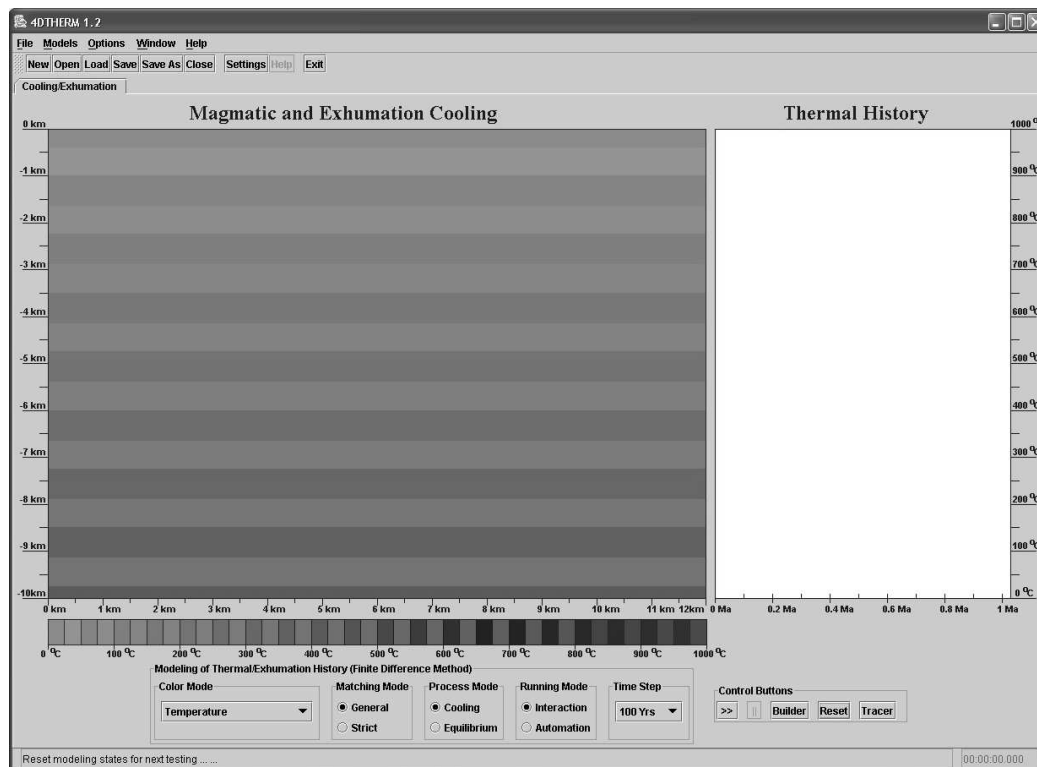 4DTHERM 1.2
File Models Options Window Help
New Open Load Save Save As Close Settings Help Exit
Cooling/Exhumation
Magmatic and Exhumation Cooling
Thermal History
0 km
-1 km
-2 km
-3 km
-4 km
-5 km
-6 km
-7 km
-8 km
-9 km
-10km
0 km 1 km 2 km 3 km 4 km 5 km 6 km 7 km 8 km 9 km 10 km 11 km 12km
1000 °
900 °C
800 °C
700 °C
600 °C
500 °C
400 °C
300 °C
200 °C
100 °C
0 °C
0 Ma 0.2 Ma 0.4 Ma 0.6 Ma 0.8 Ma 1 Ma
0 °C 100 °C 200 °C 300 °C 400 °C 500 °C 600 °C 700 °C 800 °C 900 °C 1000 °C
Modeling of Thermal/Exhumation History (Finite Difference Method)
Color Mode
Temperature
Matching Mode
General
Strict
Process Mode
Cooling
Equilibrium
Running Mode
Interaction
Automation
Time Step
100 Yrs
Control Buttons
>> || Builder Reset Tracer
Reset modeling states for next testing ... ...
00:00:00.000